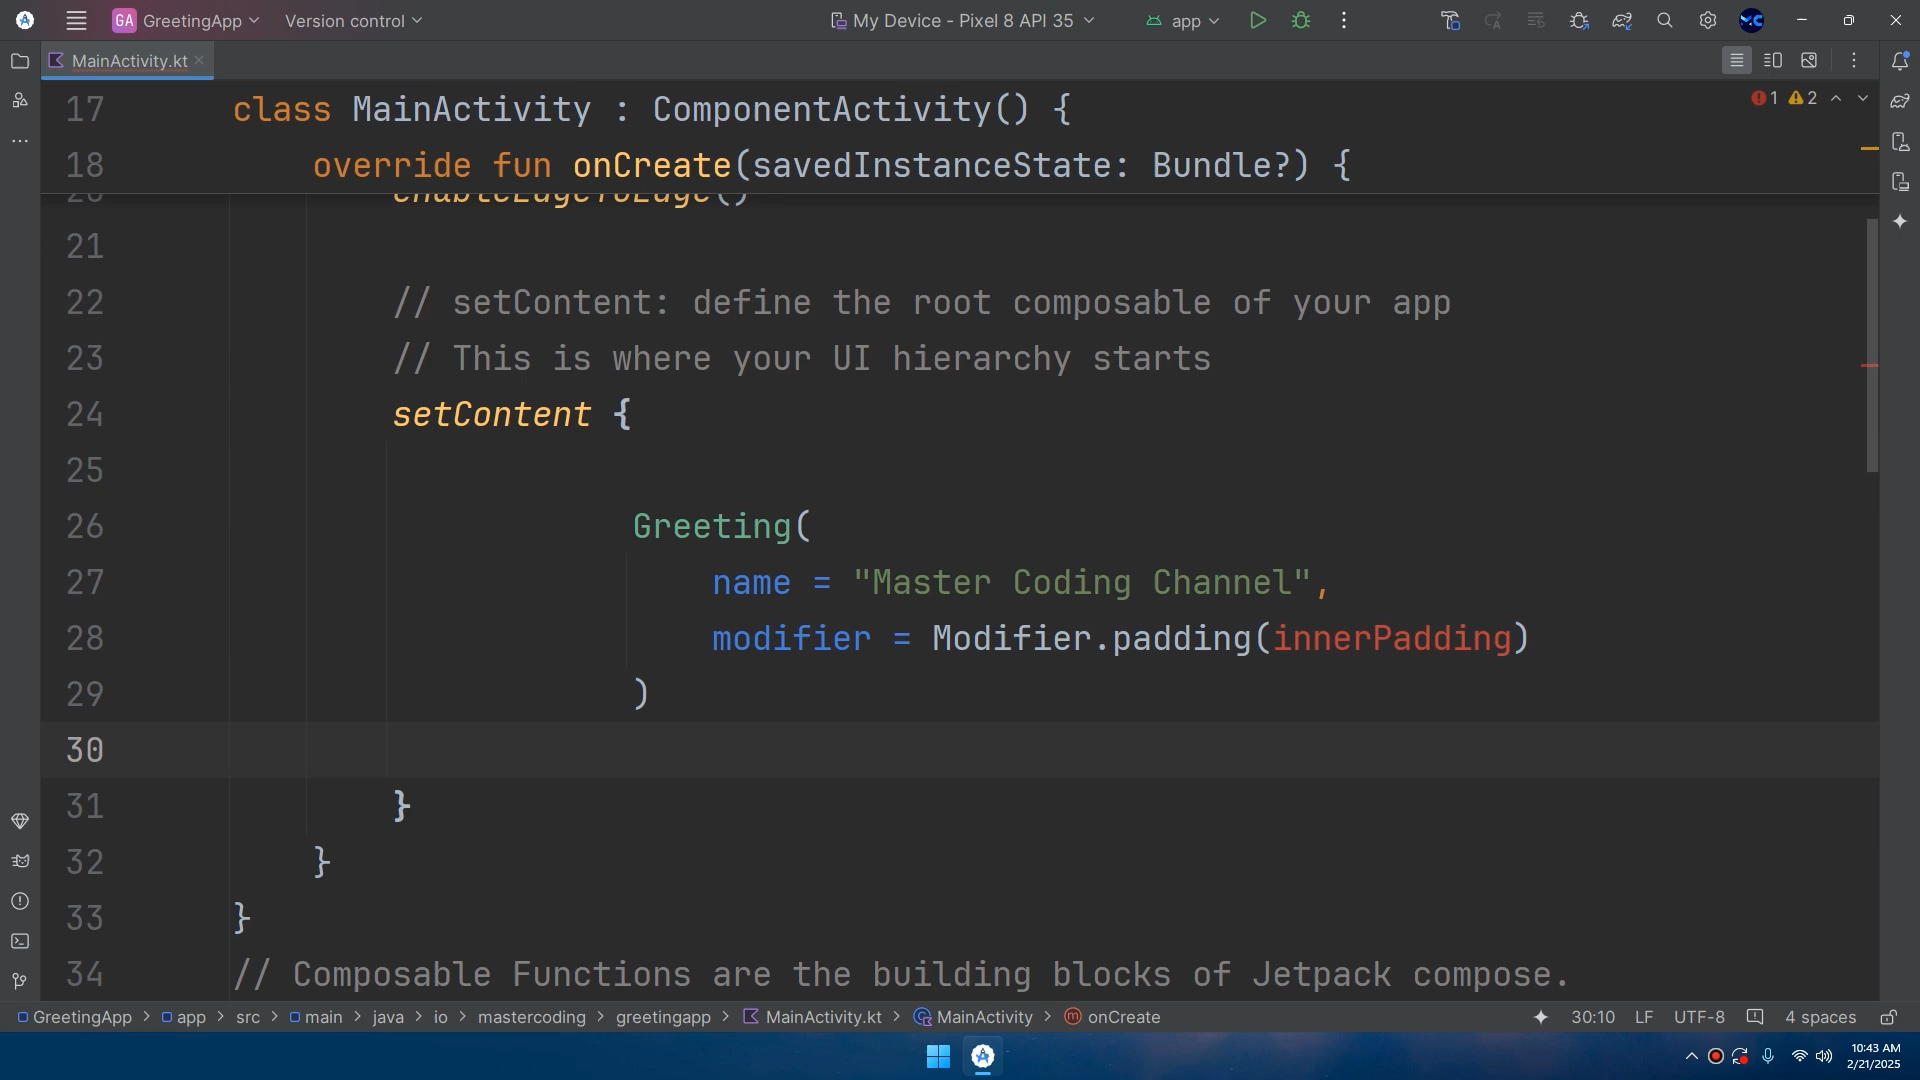 GA GreetingApp Version control My Device - Pixel 8 API 35 app
MainActivity.kt
1 2
17 class MainActivity : ComponentActivity() {
18 override fun onCreate(savedInstanceState: Bundle?) {
20 enableEdgeToEdge()
21
22 // setContent: define the root composable of your app
23 // This is where your UI hierarchy starts
24 setContent {
25
26 Greeting(
27 name = "Master Coding Channel",
28 modifier = Modifier.padding(innerPadding)
29 )
30
31 }
32 }
33 }
34 // Composable Functions are the building blocks of Jetpack compose.
GreetingApp > app > src > main > java > io > mastercoding > greetingapp > MainActivity.kt > MainActivity > onCreate 30:10 LF UTF-8 4 spaces
10:43 AM
2/21/2025